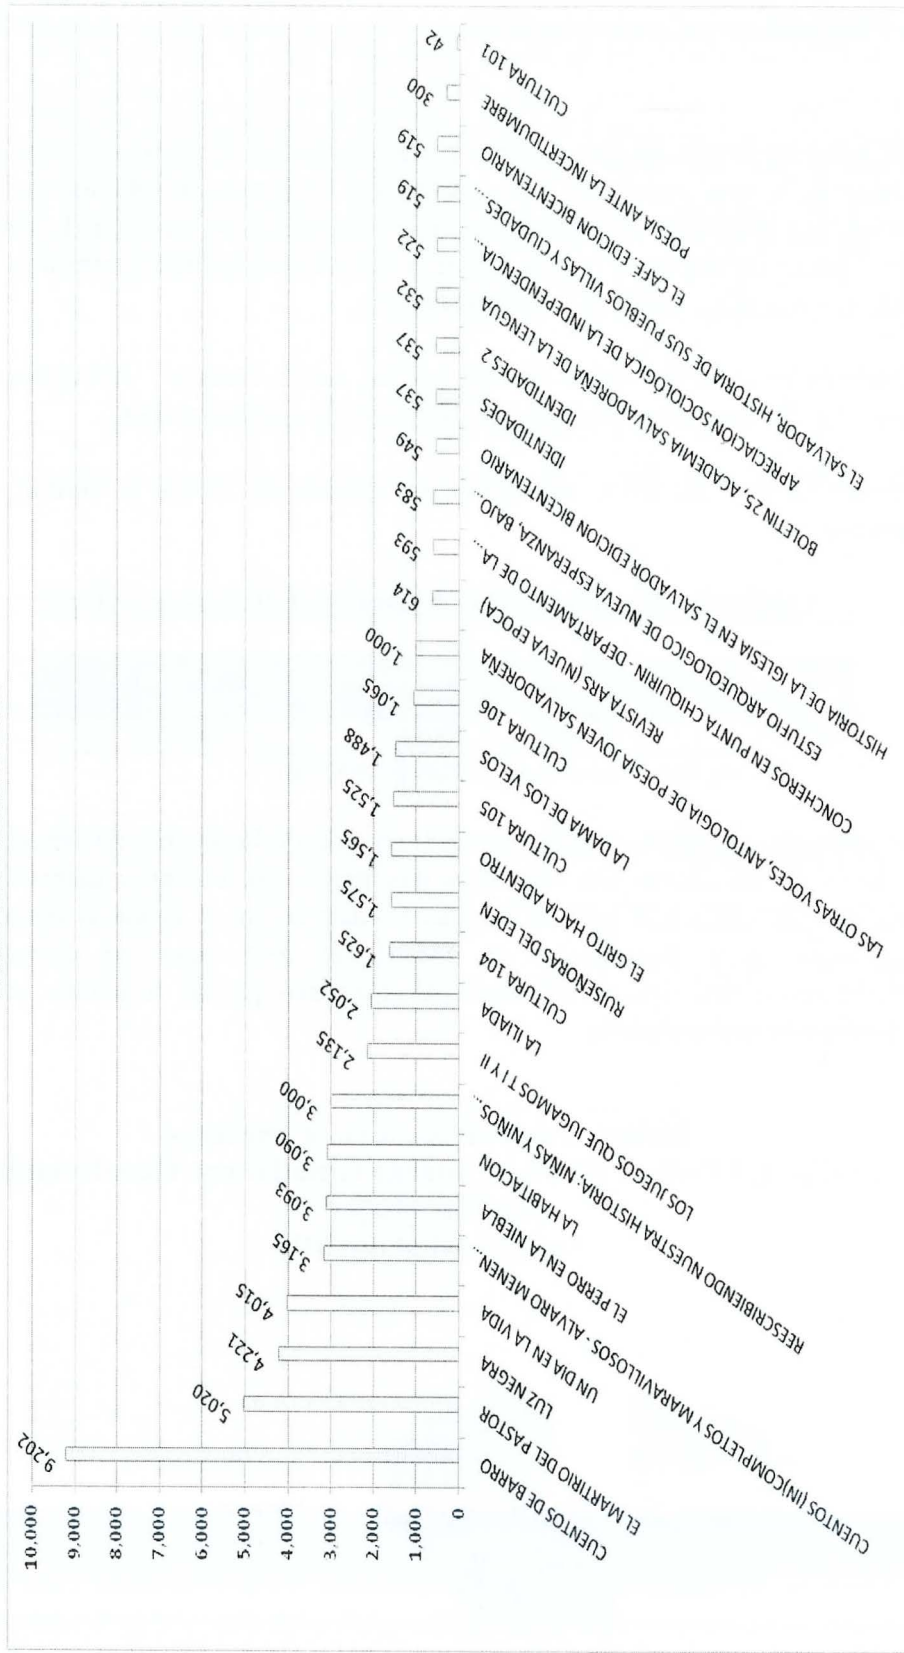 10,000
9,000
8,000
7,000
6,000
5,000
4,000
3,000
2,000
1,000
0
9,202
5,020
4,221
4,015
3,165
3,093
3,090
3,000
2,135
2,052
1,625
1,575
1,565
1,525
1,488
1,065
1,000
614
593
583
549
537
537
532
522
519
519
300
42
CUENTOS DE BARRO
EL MARTIRIO DEL PASTOR
LUZ NEGRA
UN DIA EN LA VIDA
CUENTOS (IN)COMPLETOS Y MARAVILLOSOS - ALVARO MENEN...
EL PERRO EN LA NIEBLA
LA HABITACION
REESCRIBIENDO NUESTRA HISTORIA; NIÑAS Y NIÑOS...
LOS JUEGOS QUE JUGAMOS T I Y II
LA ILIADA
CULTURA 104
RUISEÑORAS DEL EDEN
EL GRITO HACIA ADENTRO
CULTURA 105
LA DAMA DE LOS VELOS
CULTURA 106
LAS OTRAS VOCES, ANTOLOGIA DE POESIA JOVEN SALVADOREÑA
REVISTA ARS (NUEVA EPOCA)
CONCHEROS EN PUNTA CHIQUIRIN - DEPARTAMENTO DE LA...
ESTUFIO ARQUEOLOGICO DE NUEVA ESPERANZA, BAJO...
HISTORIA DE LA IGLESIA EN EL SALVADOR EDICION BICENTENARIO
IDENTIDADES
IDENTIDADES 2
BOLETIN 25, ACADEMIA SALVADOREÑA DE LA LENGUA
APRECIACIÓN SOCIOLÓGICA DE LA INDEPENDENCIA...
EL SALVADOR, HISTORIA DE SUS PUEBLOS VILLAS Y CIUDADES...
EL CAFÉ. EDICION BICENTENARIO
POESIA ANTE LA INCERTIDUMBRE
CULTURA 101